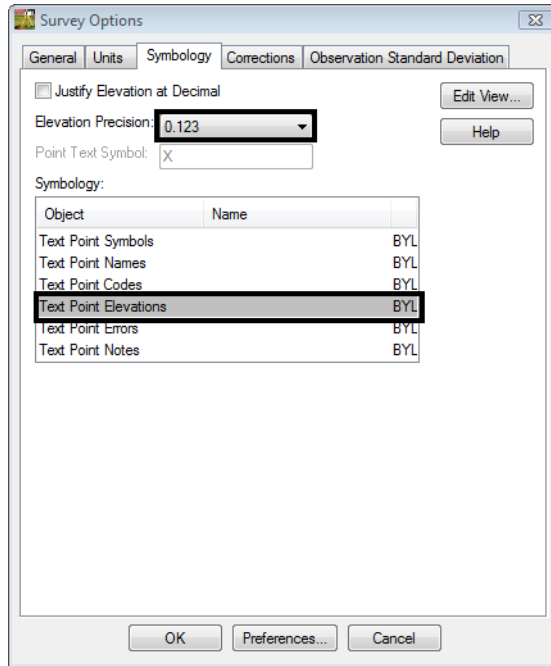 Survey Options
General Units Symbology Corrections Observation Standard Deviation
Justify Elevation at Decimal
Edit View...
Elevation Precision: 0.123
Help
Point Text Symbol: X
Symbology:
Object Name
Text Point Symbols BYL
Text Point Names BYL
Text Point Codes BYL
Text Point Elevations BYL
Text Point Errors BYL
Text Point Notes BYL
OK Preferences... Cancel